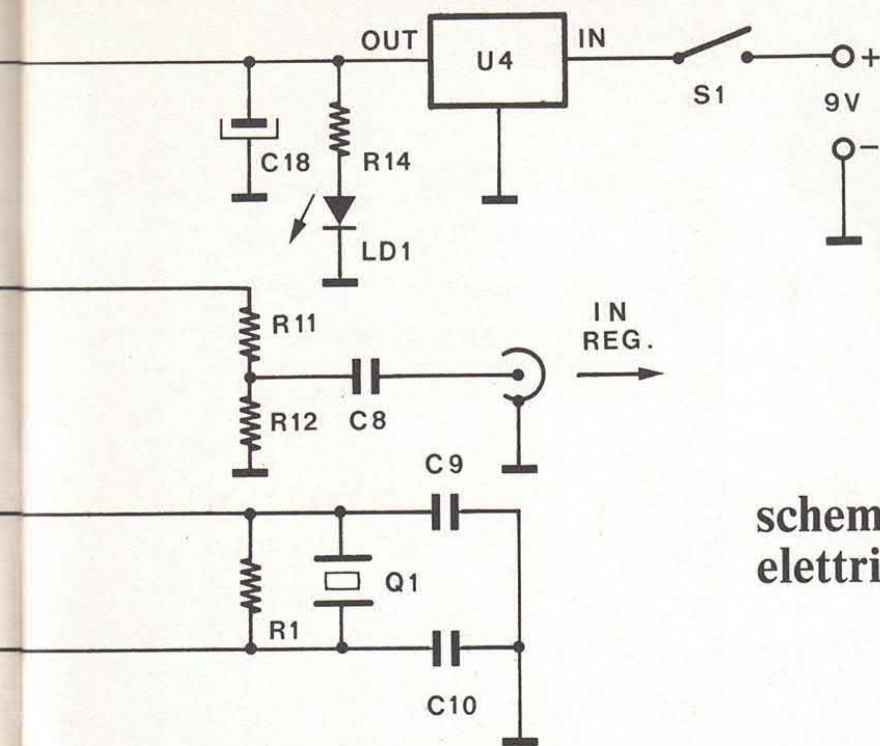 OUT
U4
IN
S1
+
9V
−
C18
R14
LD1
R11
IN
REG.
R12
C8
C9
schem
elettri
Q1
R1
C10